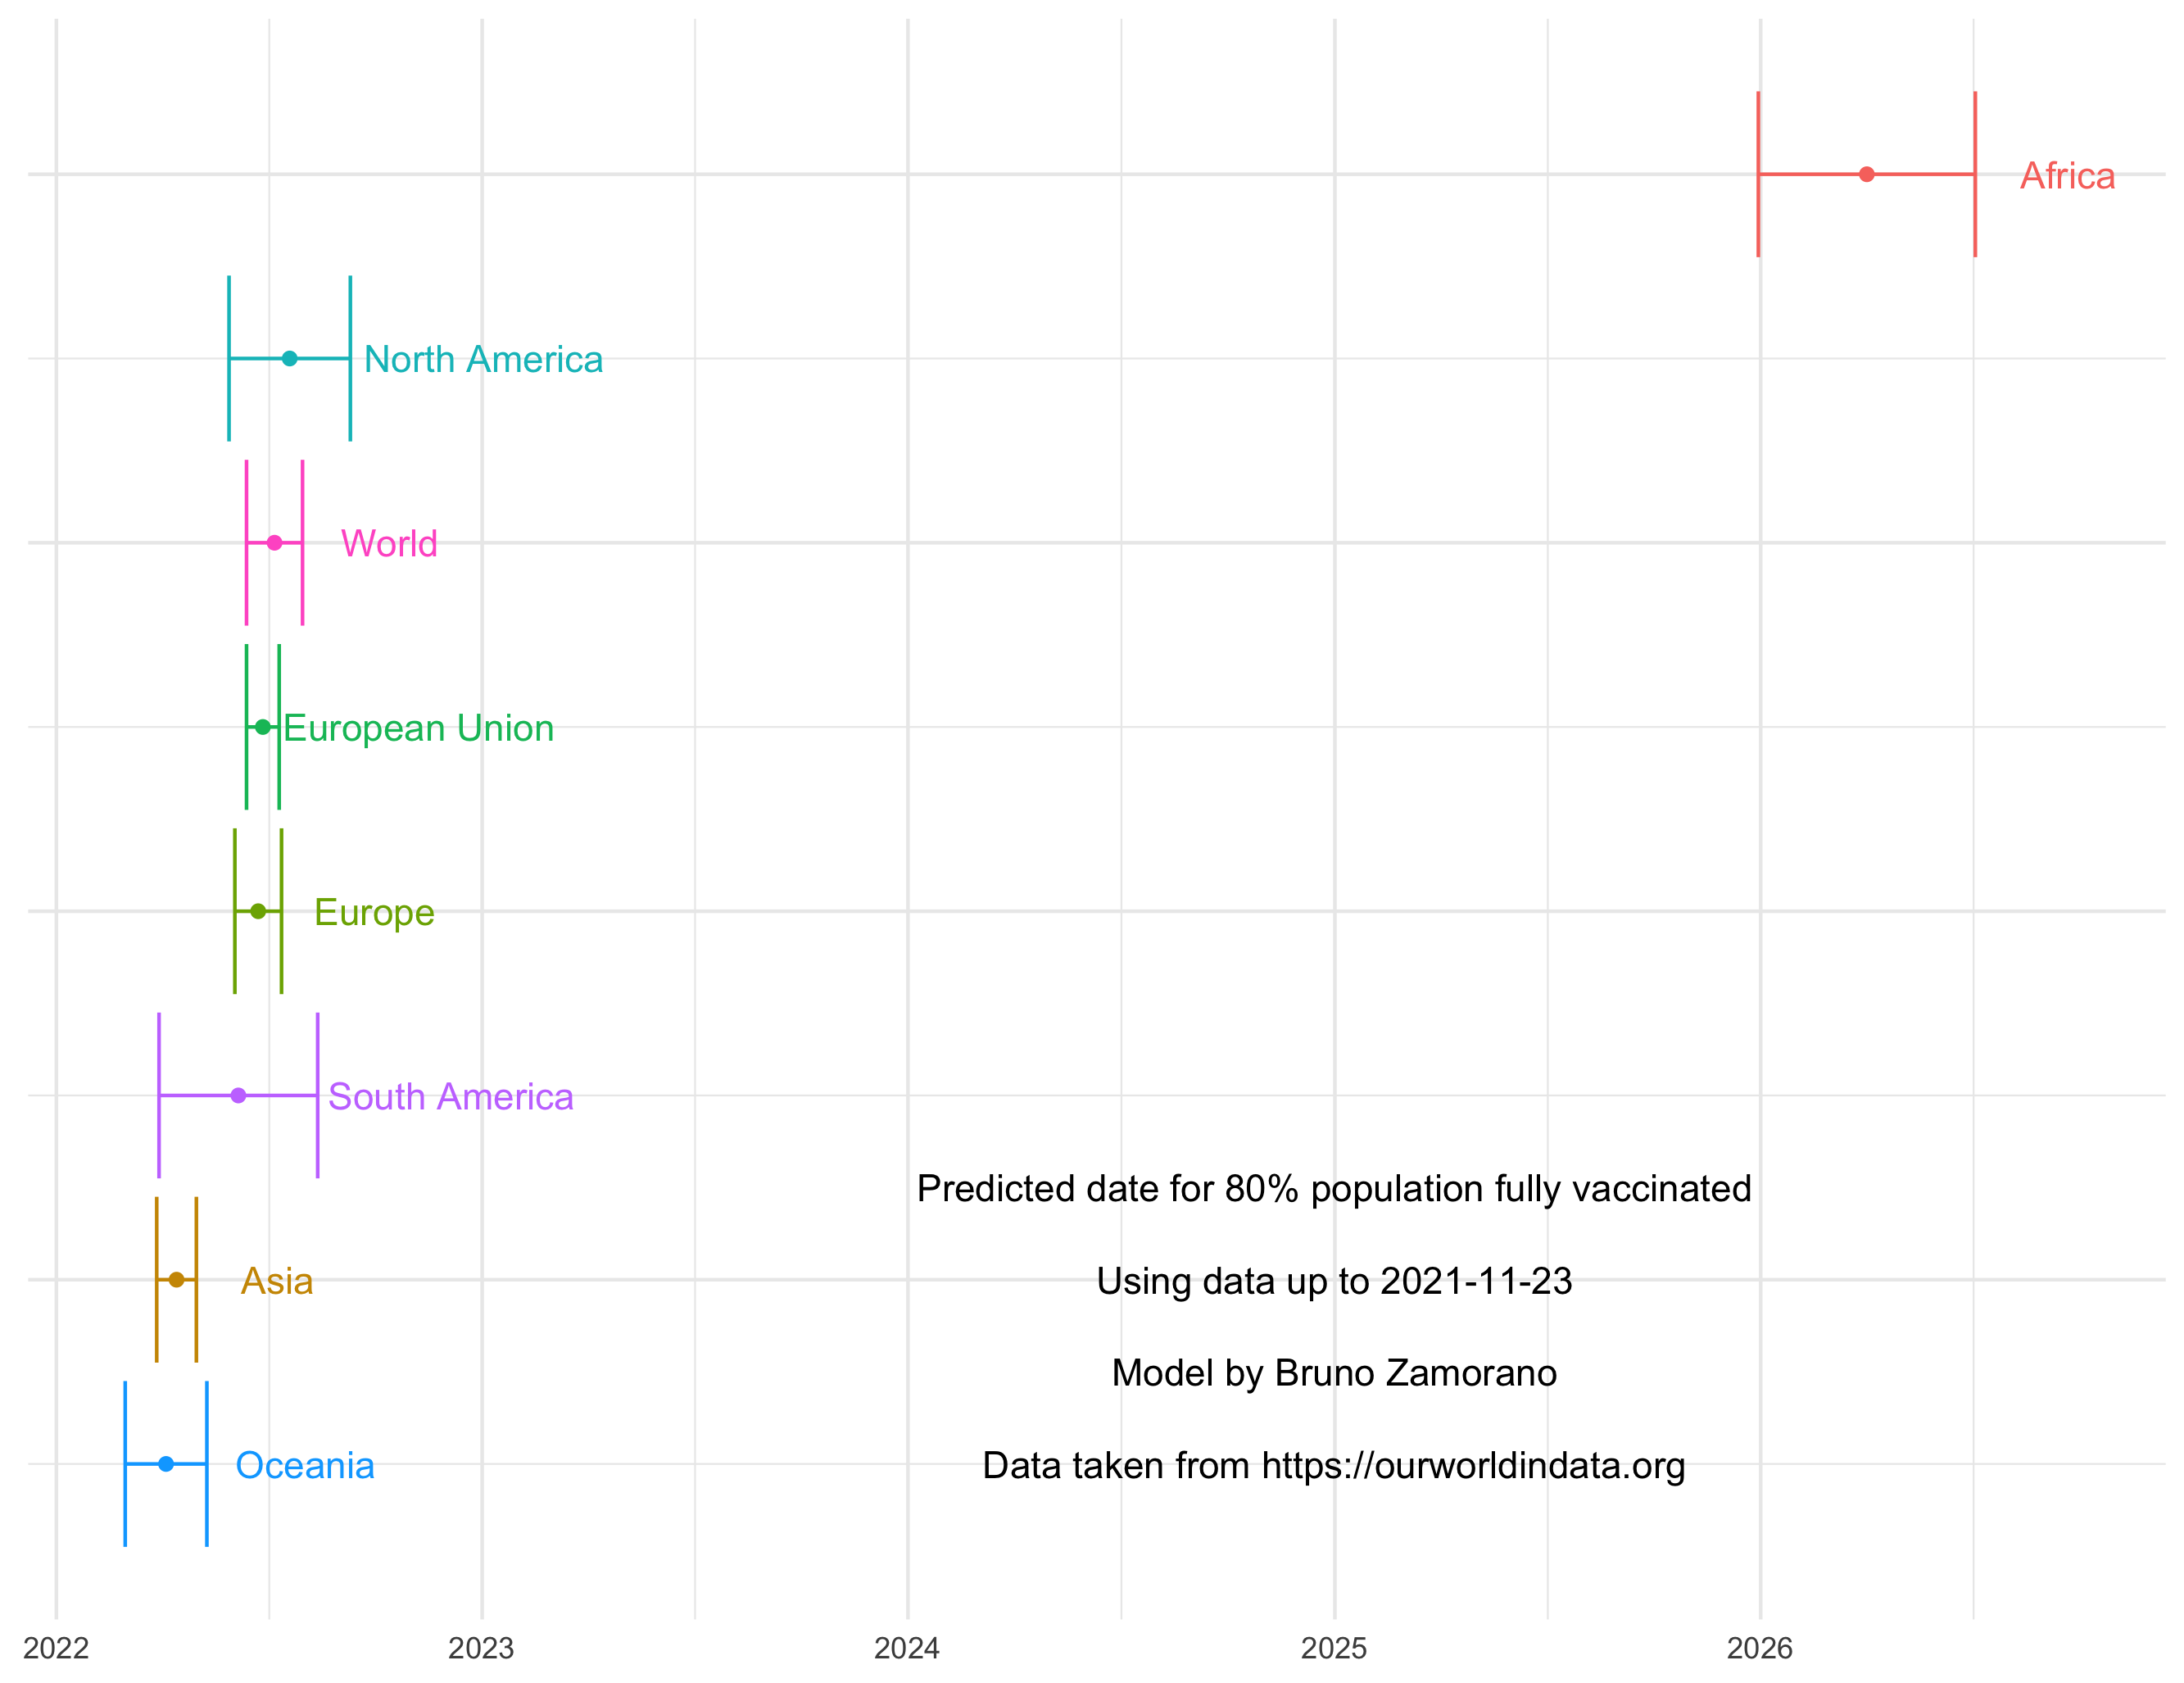 Africa
North America
World
European Union
Europe
South America
Predicted date for 80% population fully vaccinated
Asia
Using data up to 2021-11-23
Model by Bruno Zamorano
Oceania
Data taken from https://ourworldindata.org
2022
2023
2024
2025
2026